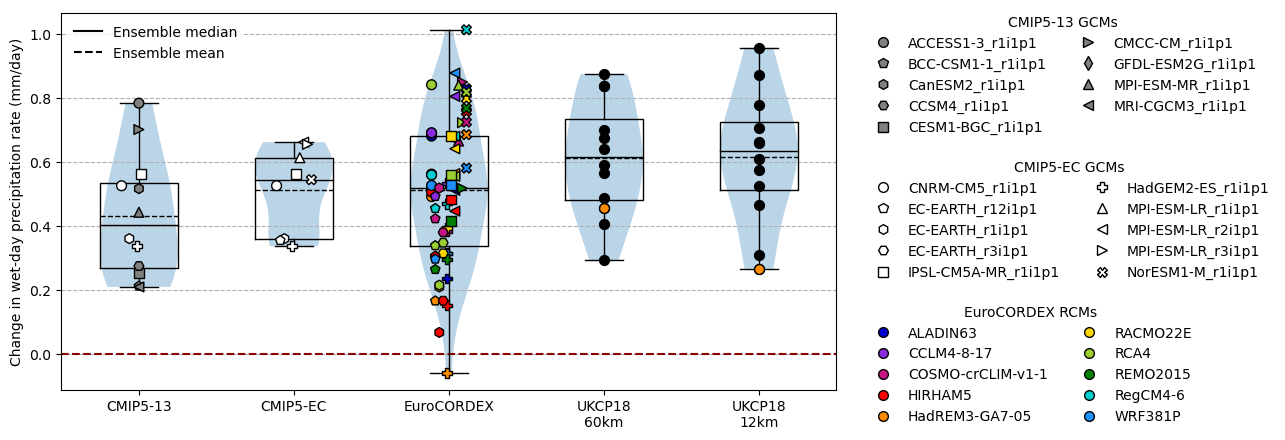 Change in wet-day precipitation rate (mm/day)
1.0
0.8
0.6
0.4
0.2
0.0
Ensemble median
Ensemble mean
CMIP5-13
CMIP5-EC
EuroCORDEX
UKCP18
60km
UKCP18
12km
CMIP5-13 GCMs
ACCESS1-3_r1i1p1
BCC-CSM1-1_r1i1p1
CanESM2_r1i1p1
CCSM4_r1i1p1
CESM1-BGC_r1i1p1
CMCC-CM_r1i1p1
GFDL-ESM2G_r1i1p1
MPI-ESM-MR_r1i1p1
MRI-CGCM3_r1i1p1
CMIP5-EC GCMs
CNRM-CM5_r1i1p1
EC-EARTH_r12i1p1
EC-EARTH_r1i1p1
EC-EARTH_r3i1p1
IPSL-CM5A-MR_r1i1p1
HadGEM2-ES_r1i1p1
MPI-ESM-LR_r1i1p1
MPI-ESM-LR_r2i1p1
MPI-ESM-LR_r3i1p1
NorESM1-M_r1i1p1
EuroCORDEX RCMs
ALADIN63
CCLM4-8-17
COSMO-crCLIM-v1-1
HIRHAM5
HadREM3-GA7-05
RACMO22E
RCA4
REMO2015
RegCM4-6
WRF381P